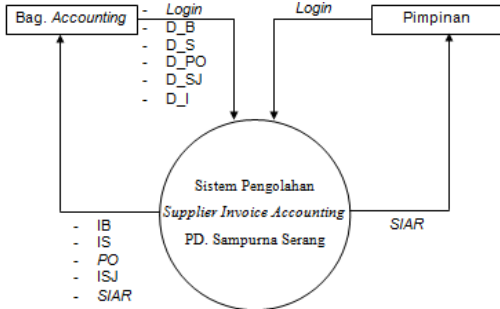 Bag. Accounting
- Login
- D_B
- D_S
- D_PO
- D_SJ
- D_I
Login
Pimpinan
Sistem Pengolahan
Supplier Invoice Accounting
PD. Sampurna Serang
- IB
- IS
- PO
- ISJ
- SIAR
SIAR